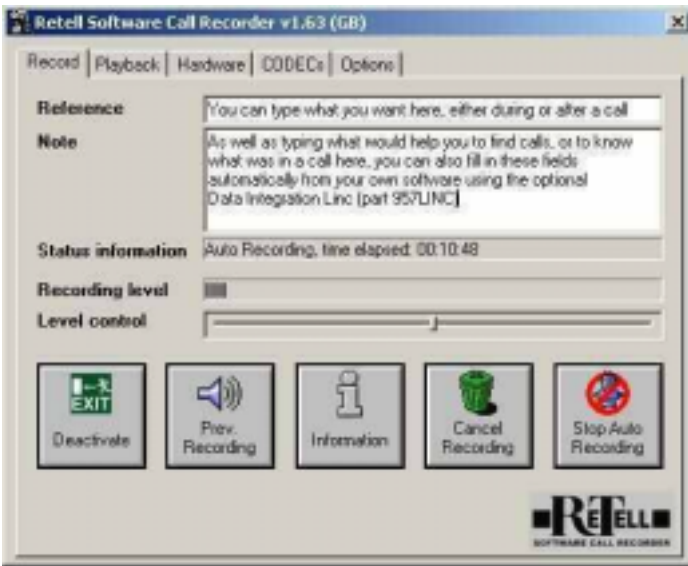 Retell Software Call Recorder v1.63 (GB)
Record Playback Hardware CODECs Options
Reference You can type what you want here, either during or after a call
Note As well as typing what would help you to find calls, or to know
what was in a call here, you can also fill in these fields
automatically from your own software using the optional
Data Integration Linc (part 957LINC)
Status information Auto Recording, time elapsed: 00:10:48
Recording level
Level control
EXIT
Deactivate
Prev.
Recording
Information
Cancel
Recording
Stop Auto
Recording
RETELL
SOFTWARE CALL RECORDER